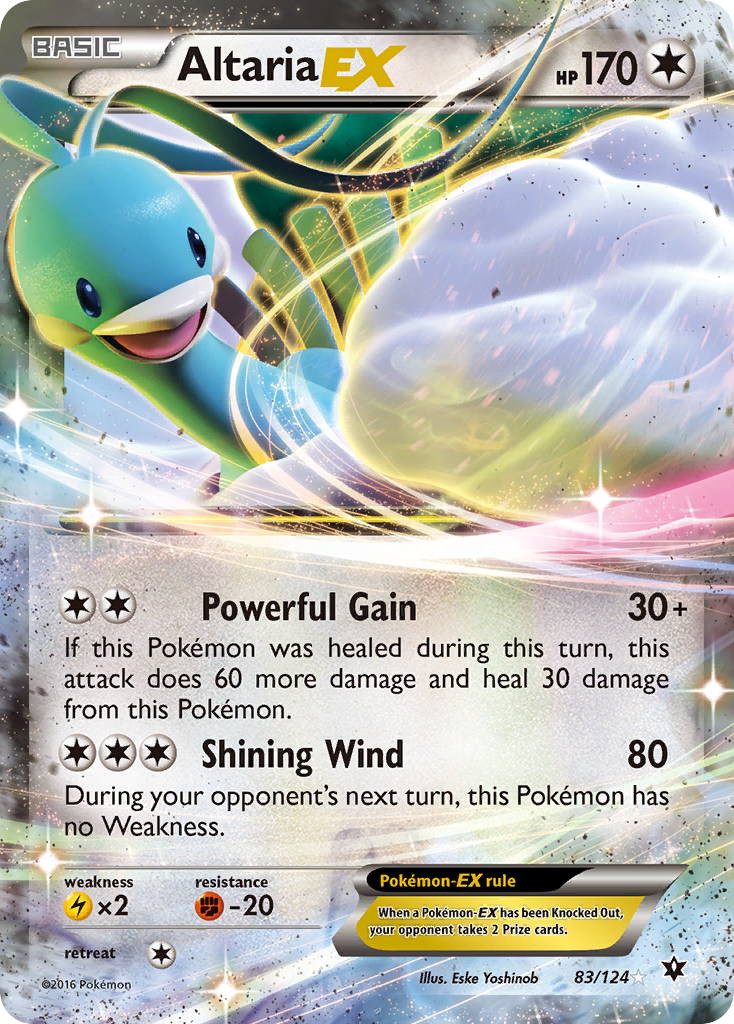 BASIC
Altaria EX
HP 170
Powerful Gain 30+
If this Pokémon was healed during this turn, this
attack does 60 more damage and heal 30 damage
from this Pokémon.
Shining Wind 80
During your opponent's next turn, this Pokémon has
no Weakness.
weakness resistance
×2 -20
retreat
Pokémon-EX rule
When a Pokémon-EX has been Knocked Out,
your opponent takes 2 Prize cards.
©2016 Pokémon
Illus. Eske Yoshinob
83/124